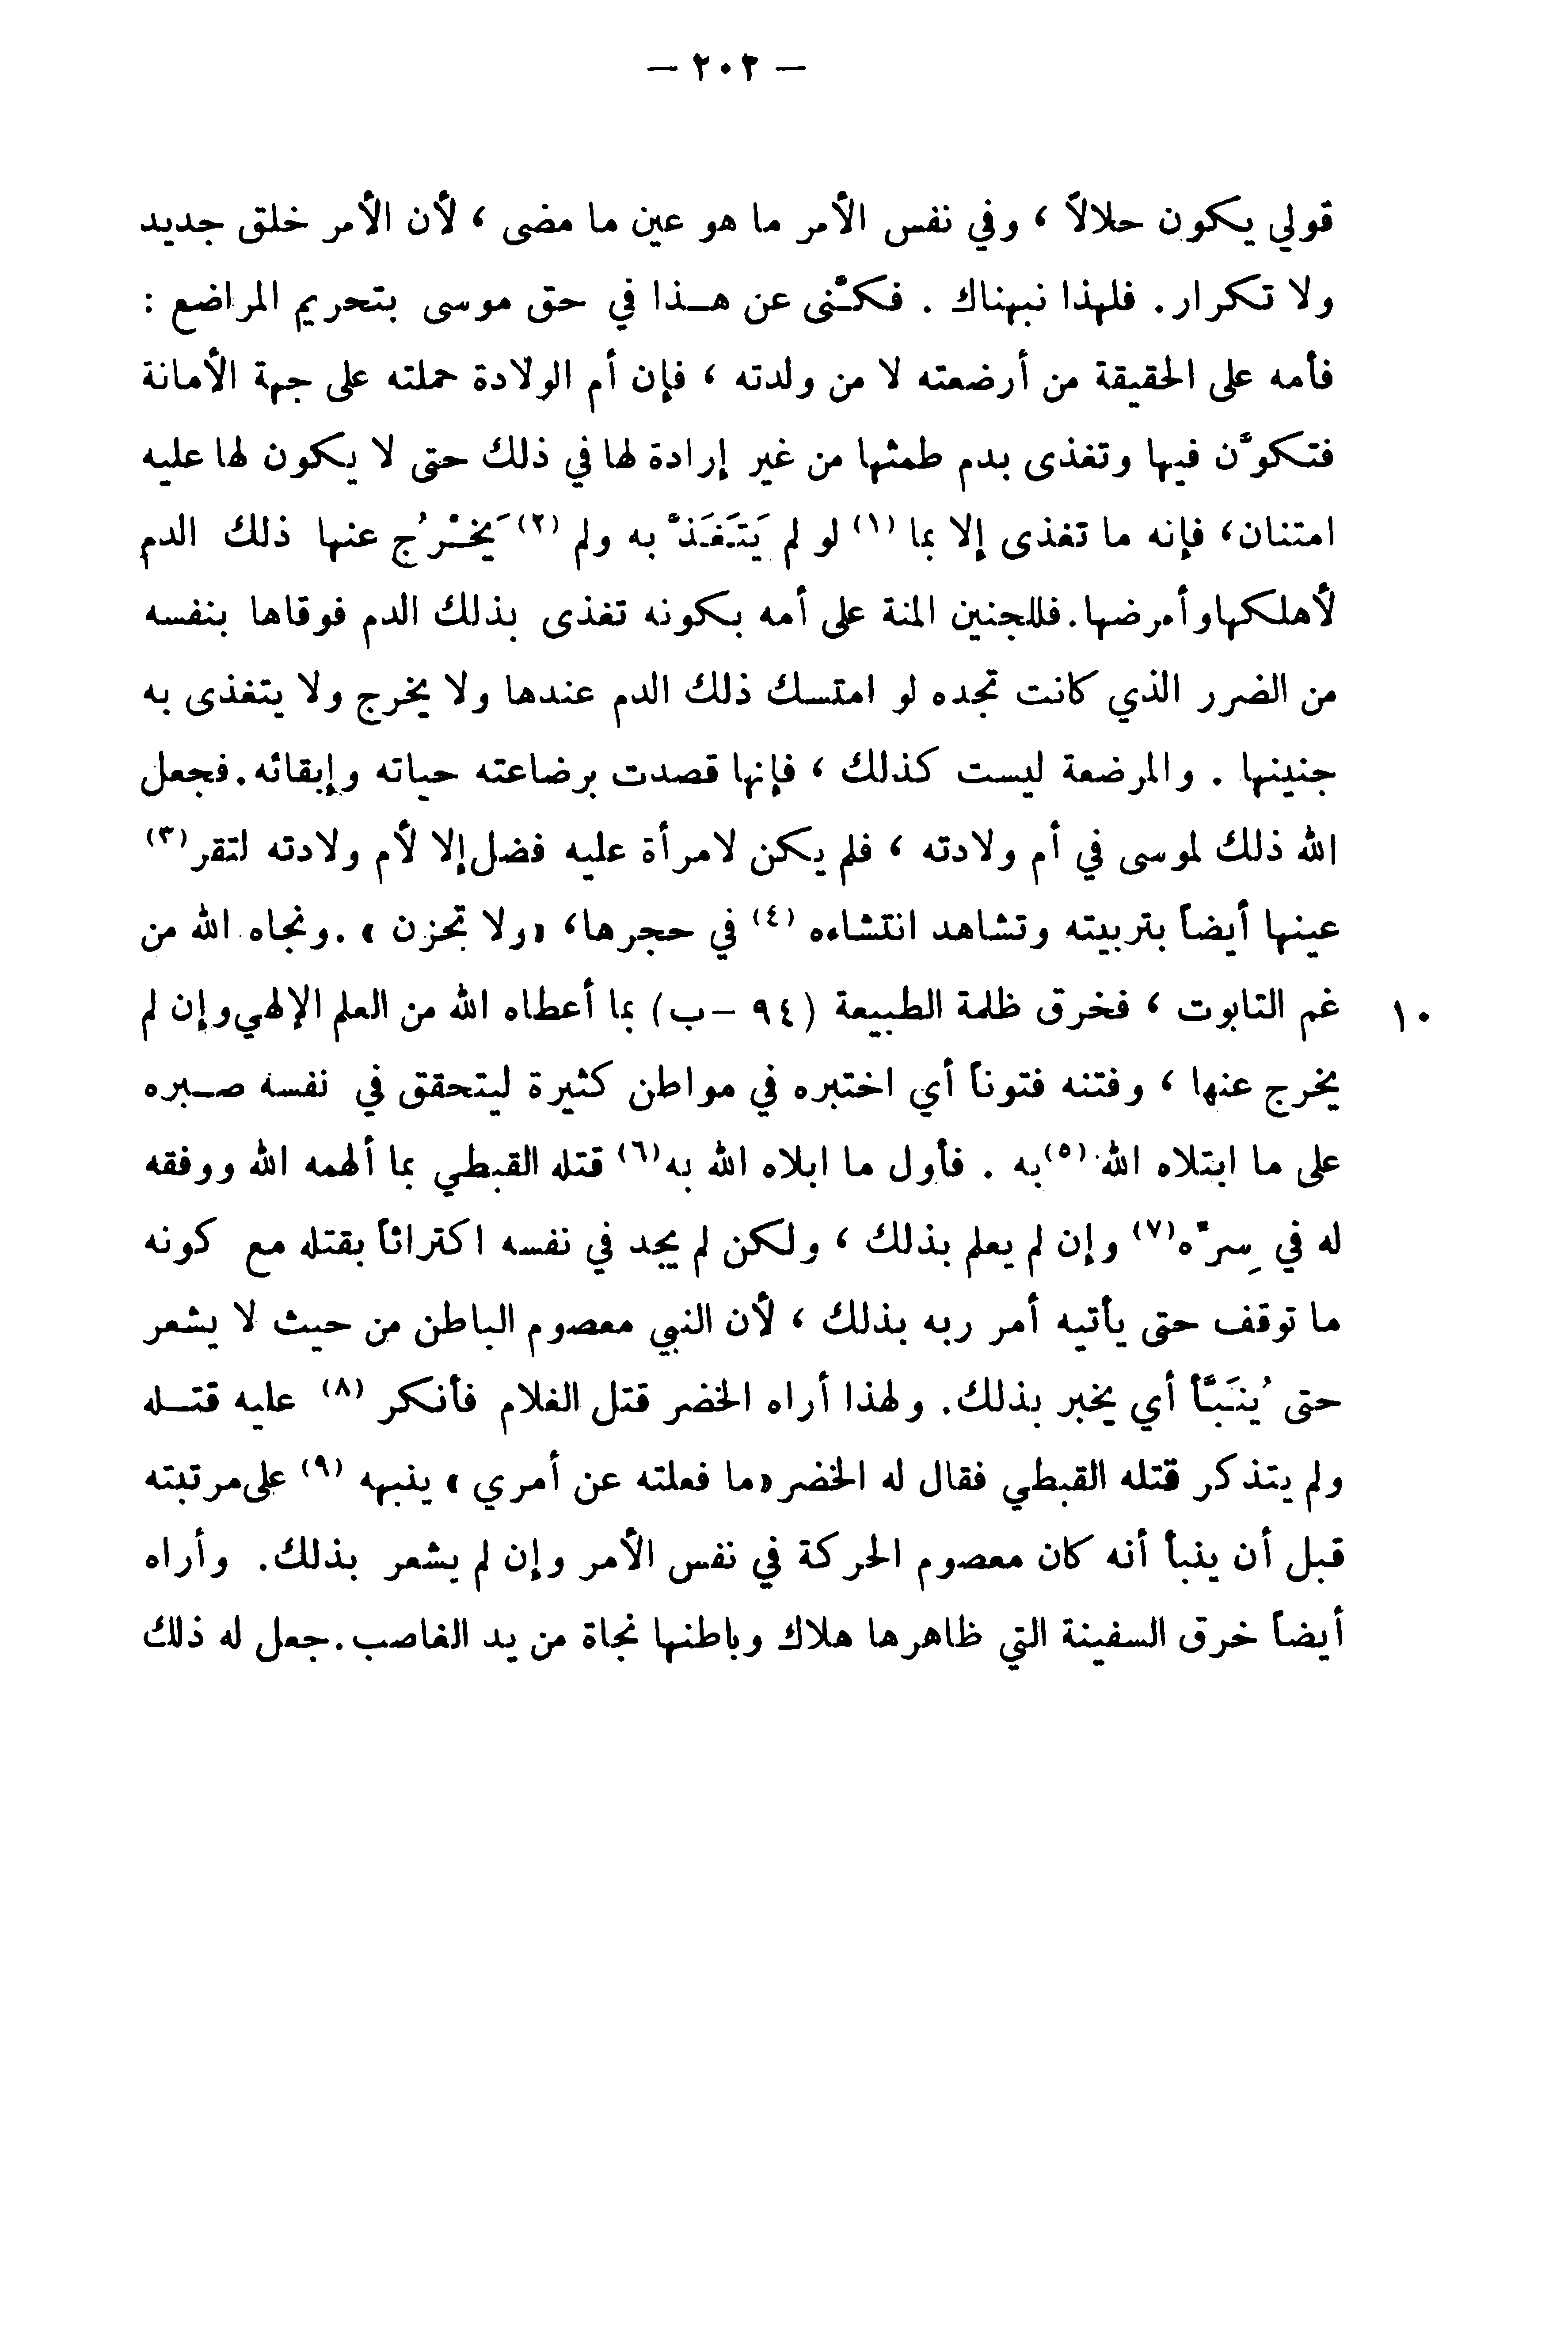 — ٢٠٢ —
قولي يكون حلالاً ، وفي نفس الأمر ما هو عين ما مضى ، لأن الأمر خلق جديد
ولا تكرار . فلهذا نبهناك . فكنَّى عن هـذا في حق موسى بتحريم المراضع :
فأمه على الحقيقة من أرضعته لا من ولدته ، فإن أم الولادة حملته على جهة الأمانة
فتكوَّن فيها وتغذى بدم طمثها من غير إرادة لها في ذلك حتى لا يكون لها عليه
امتنان، فإنه ما تغذى إلا بما (١) لو لم يَتَغَذَّ به ولم (٢) يَخْرُج عنها ذلك الدم
لأهلكها وأمرضها . فللجنين المنة على أمه بكونه تغذى بذلك الدم فوقاها بنفسه
من الضرر الذي كانت تجده لو امتسك ذلك الدم عندها ولا يخرج ولا يتغذى به
جنينها . والمرضعة ليست كذلك ، فإنها قصدت برضاعته حياته وإبقائه . فجعل
الله ذلك لموسى في أم ولادته ، فلم يكن لامرأة عليه فضل إلا لأم ولادته لتقر (٣)
عينها أيضاً بتربيته وتشاهد انتشاءه (٤) في حجرها، «ولا تحزن» . ونجاه الله من
١٠ غم التابوت ، فخرق ظلمة الطبيعة (٩٤ – ب) بما أعطاه الله من العلم الإلهي وإن لم
يخرج عنها ، وفتنه فتوناً أي اختبره في مواطن كثيرة ليتحقق في نفسه صـبره
على ما ابتلاه الله (٥) به . فأول ما ابلاه الله به (٦) قتله القبطي بما ألهمه الله ووفقه
له في سِرِّه (٧) وإن لم يعلم بذلك ، ولكن لم يجد في نفسه اكتراثاً بقتله مع كونه
ما توقف حتى يأتيه أمر ربه بذلك ، لأن النبي معصوم الباطن من حيث لا يشعر
حتى يُنَبَّأ أي يخبر بذلك. ولهذا أراه الخضر قتل الغلام فأنكر (٨) عليه قتـله
ولم يتذكر قتله القبطي فقال له الخضر «ما فعلته عن أمري» ينبهه (٩) على مرتبته
قبل أن ينبأ أنه كان معصوم الحركة في نفس الأمر وإن لم يشعر بذلك. وأراه
أيضاً خرق السفينة التي ظاهرها هلاك وباطنها نجاة من يد الغاصب . جعل له ذلك